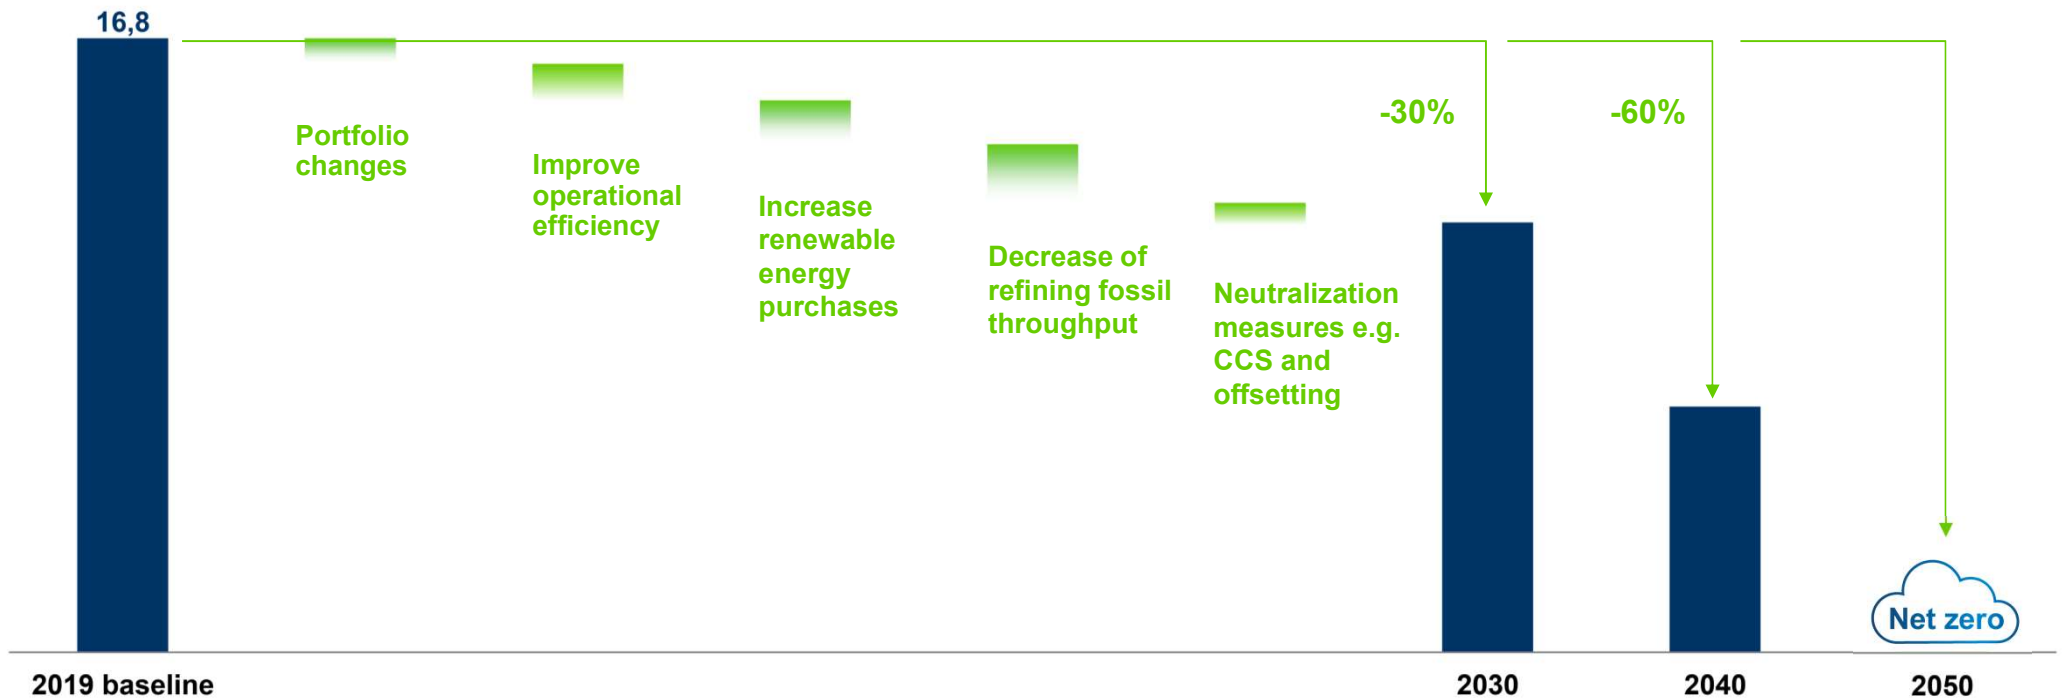 16,8
Portfolio
changes
Improve
operational
efficiency
Increase
renewable
energy
purchases
Decrease of
refining fossil
throughput
Neutralization
measures e.g.
CCS and
offsetting
-30%
-60%
Net zero
2019 baseline
2030
2040
2050